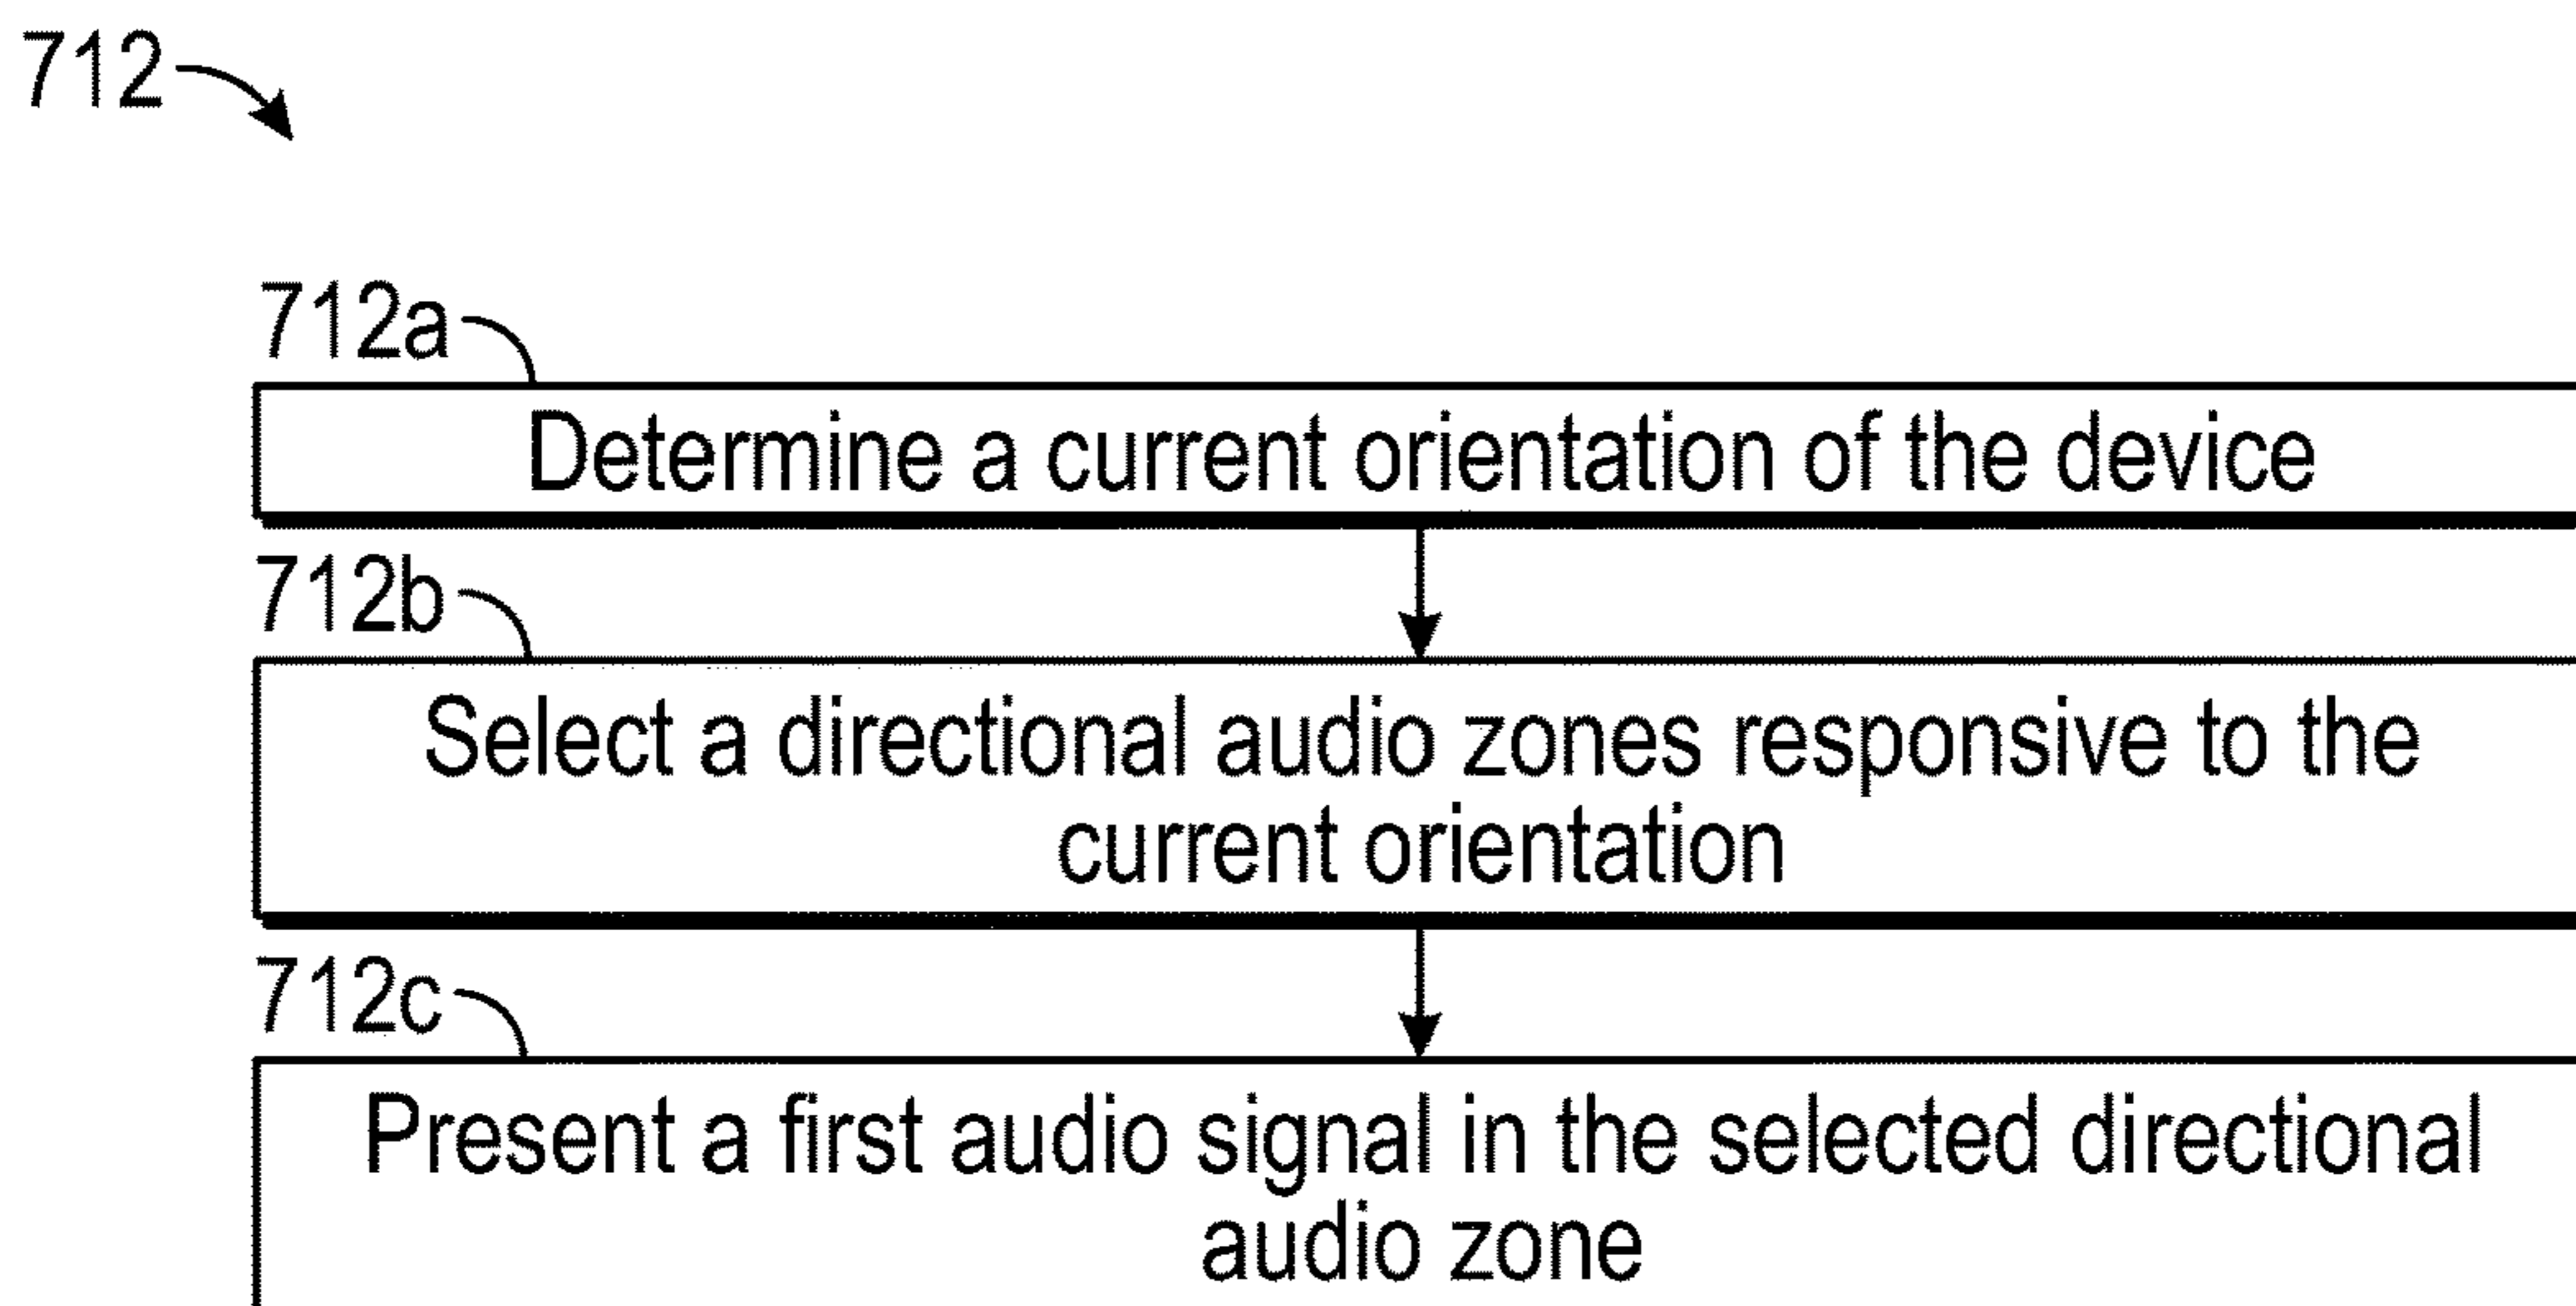 712
712a
Determine a current orientation of the device
712b
Select a directional audio zones responsive to the
current orientation
712c
Present a first audio signal in the selected directional
audio zone